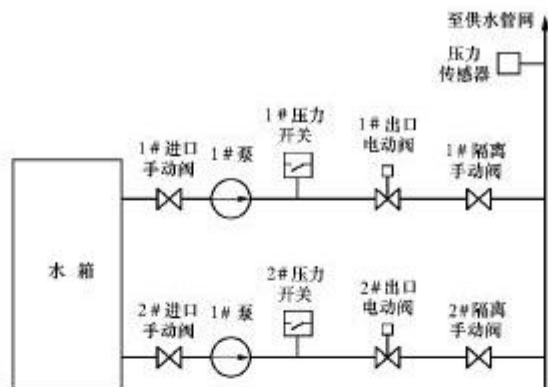 至供水管网
压力
传感器
1#压力
开关
1#出口
电动阀
1#进口
手动阀
1#泵
1#隔离
手动阀
水箱
2#压力
开关
2#出口
电动阀
2#进口
手动阀
1#泵
2#隔离
手动阀